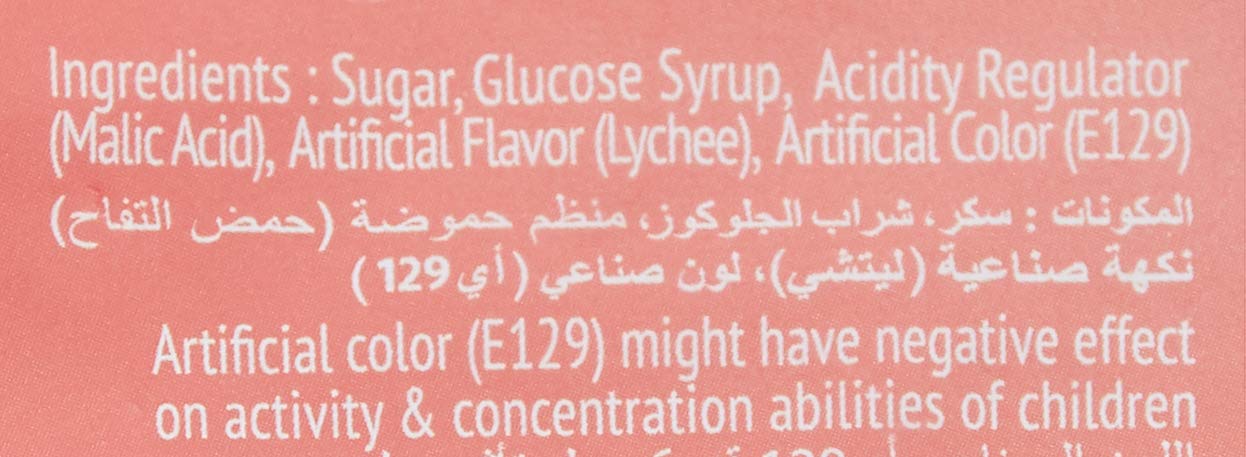 Ingredients : Sugar, Glucose Syrup, Acidity Regulator
(Malic Acid), Artificial Flavor (Lychee), Artificial Color (E129)
المكونات : سكر، شراب الجلوكوز، منظم حموضة (حمض التفاح)
نكهة صناعية (ليتشي)، لون صناعي (أي 129)
Artificial color (E129) might have negative effect
on activity & concentration abilities of children